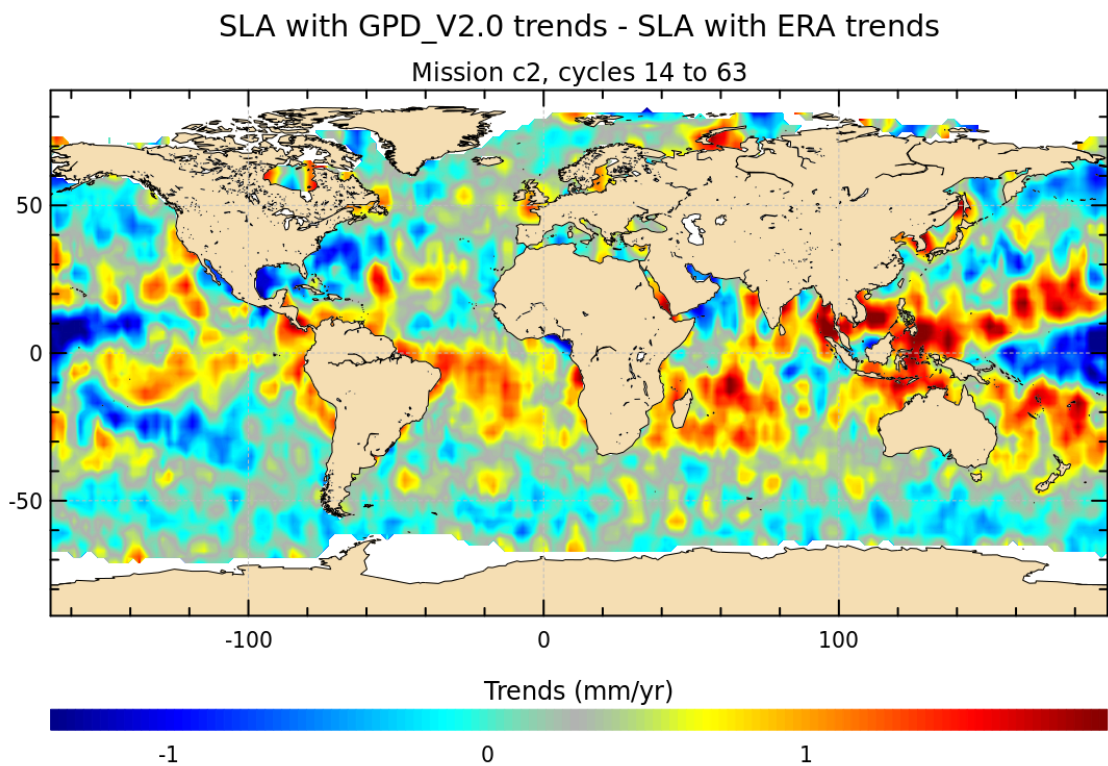 SLA with GPD_V2.0 trends - SLA with ERA trends
Mission c2, cycles 14 to 63
50
0
-50
-100 0 100
Trends (mm/yr)
-1 0 1